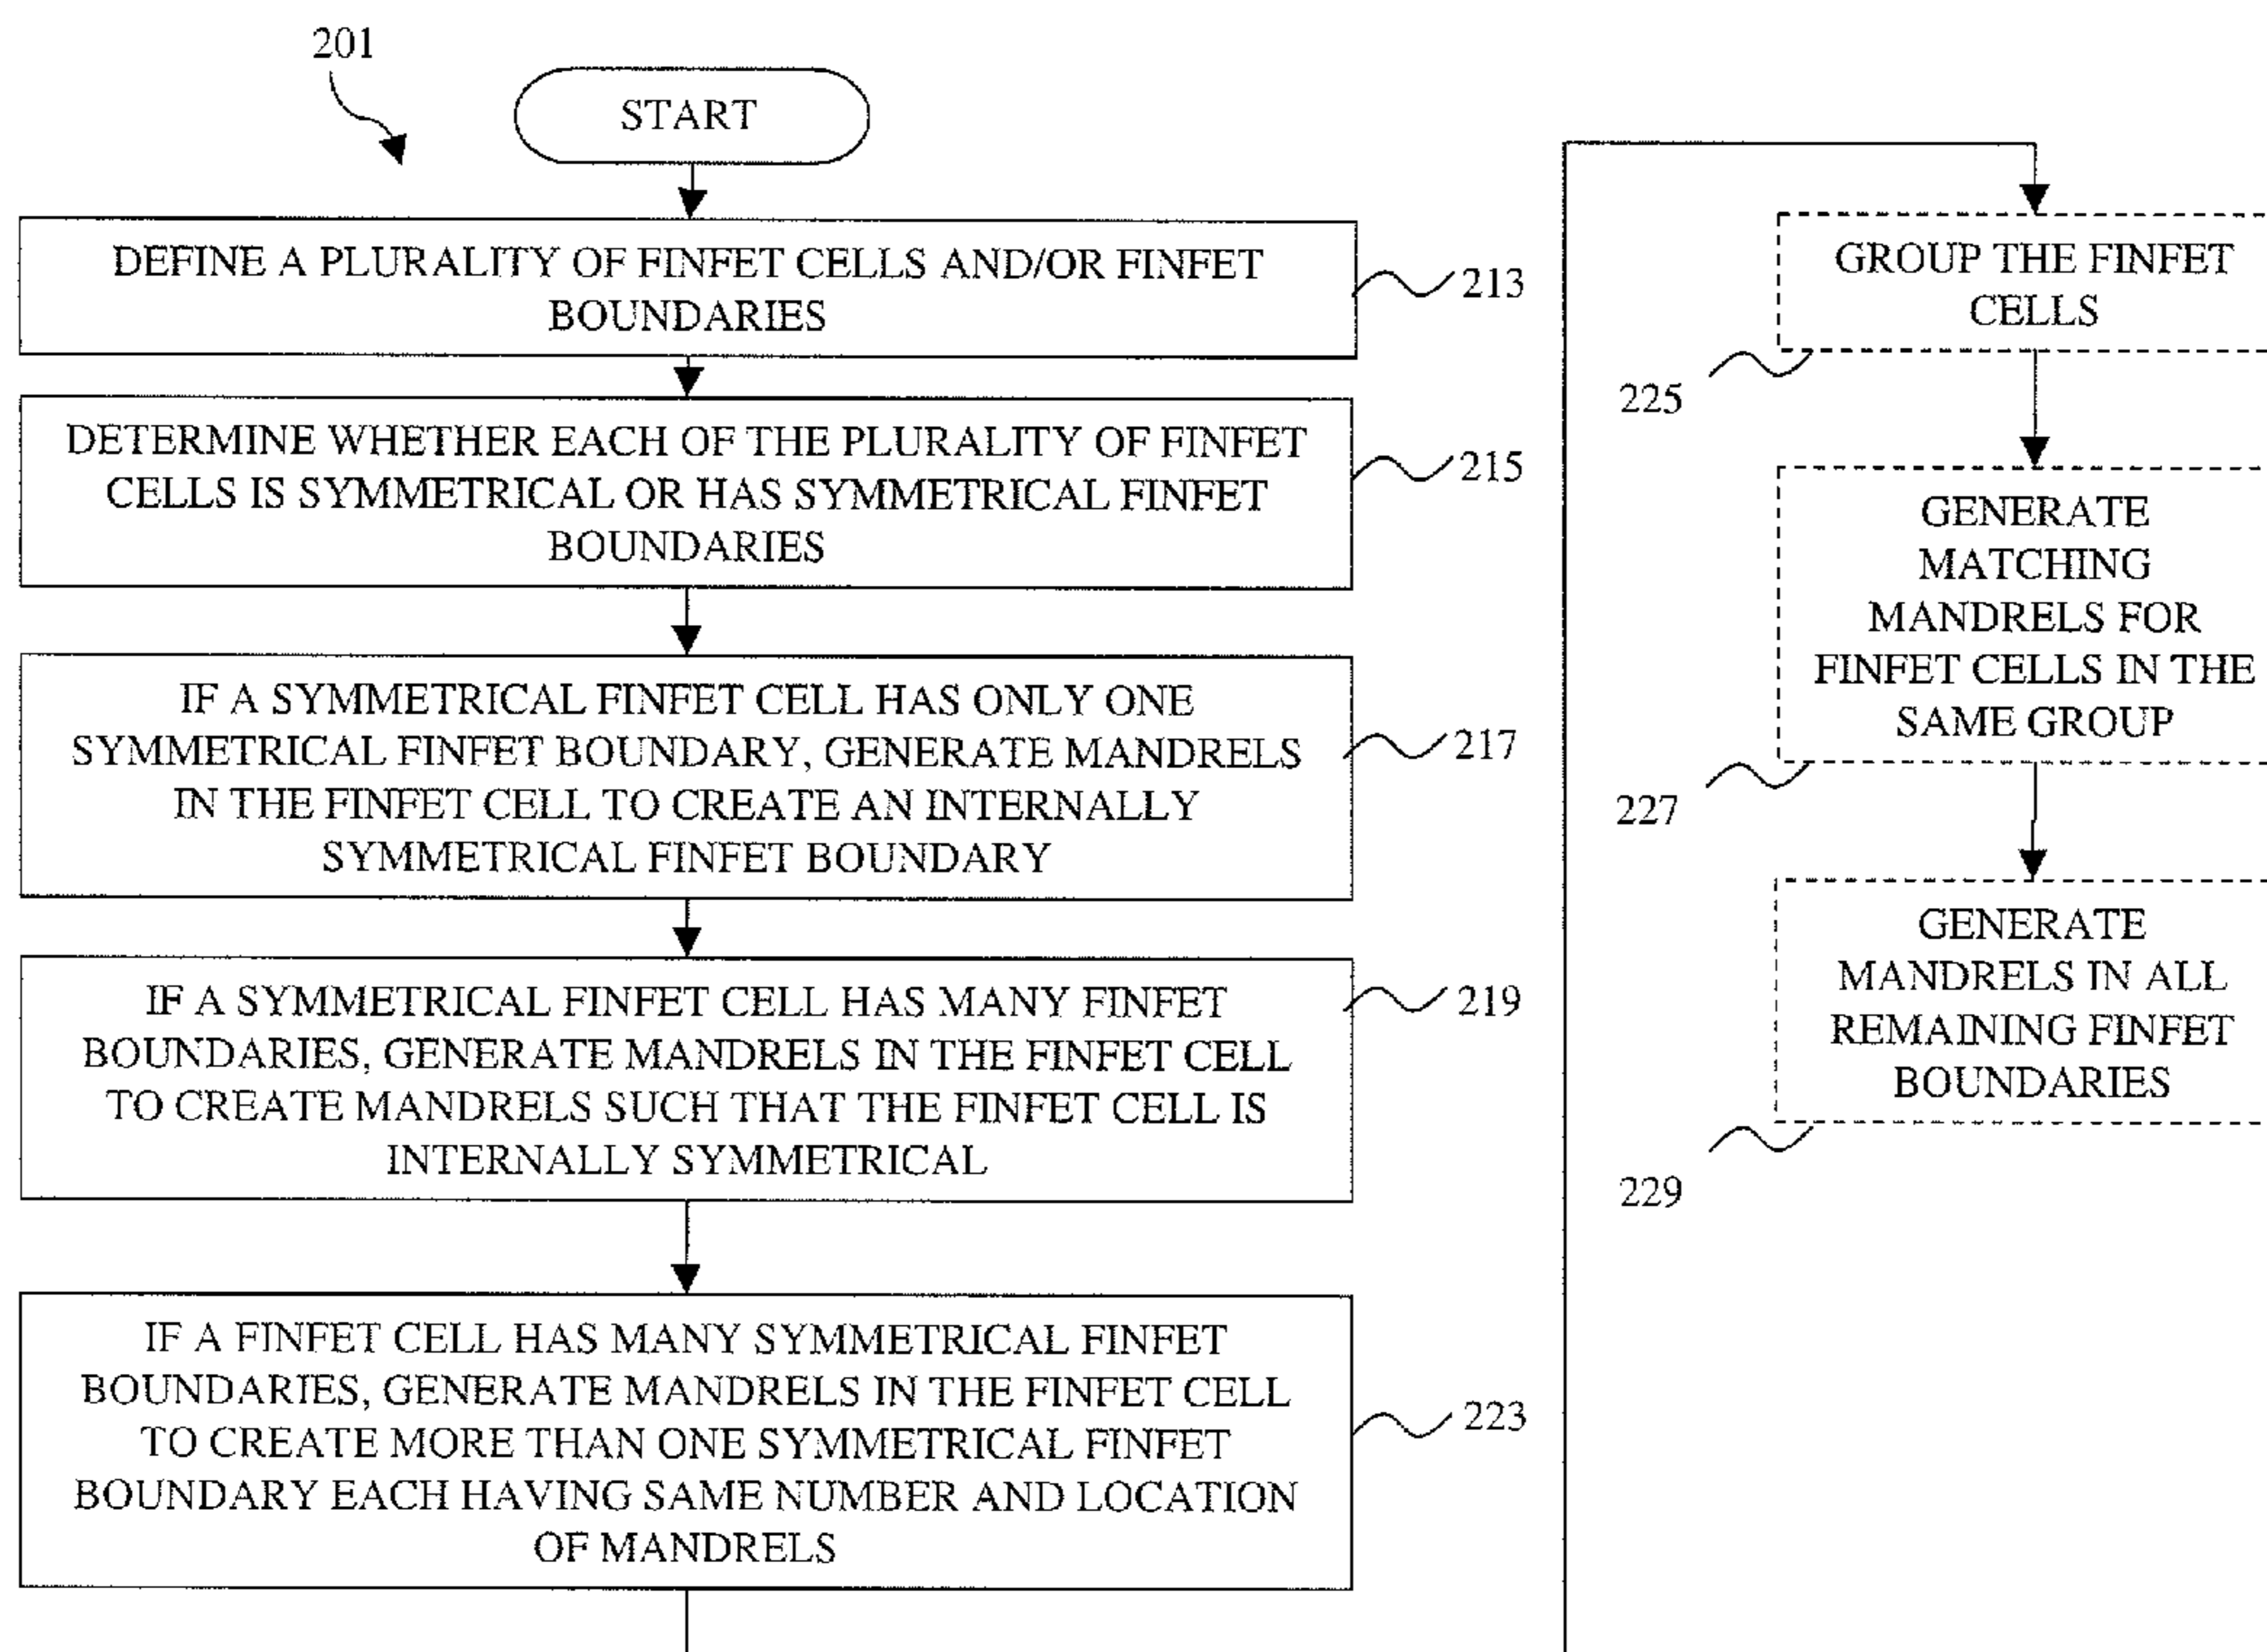 201
START
DEFINE A PLURALITY OF FINFET CELLS AND/OR FINFET
BOUNDARIES
213
DETERMINE WHETHER EACH OF THE PLURALITY OF FINFET
CELLS IS SYMMETRICAL OR HAS SYMMETRICAL FINFET
BOUNDARIES
215
IF A SYMMETRICAL FINFET CELL HAS ONLY ONE
SYMMETRICAL FINFET BOUNDARY, GENERATE MANDRELS
IN THE FINFET CELL TO CREATE AN INTERNALLY
SYMMETRICAL FINFET BOUNDARY
217
IF A SYMMETRICAL FINFET CELL HAS MANY FINFET
BOUNDARIES, GENERATE MANDRELS IN THE FINFET CELL
TO CREATE MANDRELS SUCH THAT THE FINFET CELL IS
INTERNALLY SYMMETRICAL
219
IF A FINFET CELL HAS MANY SYMMETRICAL FINFET
BOUNDARIES, GENERATE MANDRELS IN THE FINFET CELL
TO CREATE MORE THAN ONE SYMMETRICAL FINFET
BOUNDARY EACH HAVING SAME NUMBER AND LOCATION
OF MANDRELS
223
GROUP THE FINFET
CELLS
225
GENERATE
MATCHING
MANDRELS FOR
FINFET CELLS IN THE
SAME GROUP
227
GENERATE
MANDRELS IN ALL
REMAINING FINFET
BOUNDARIES
229